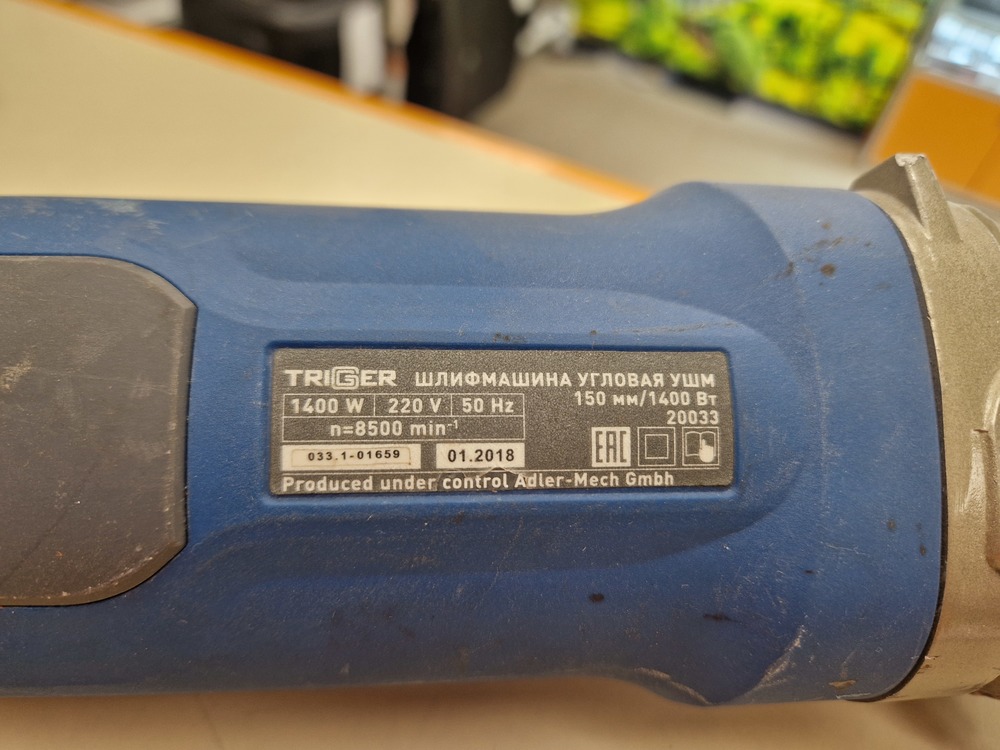 TRIGGER ШЛИФМАШИНА УГЛОВАЯ УШМ
150 мм/1400 Вт
1400 W 220 V 50 Hz
20033
n=8500 min⁻¹
EAC
033.1-01659 01.2018
Produced under control Adler-Mech Gmbh